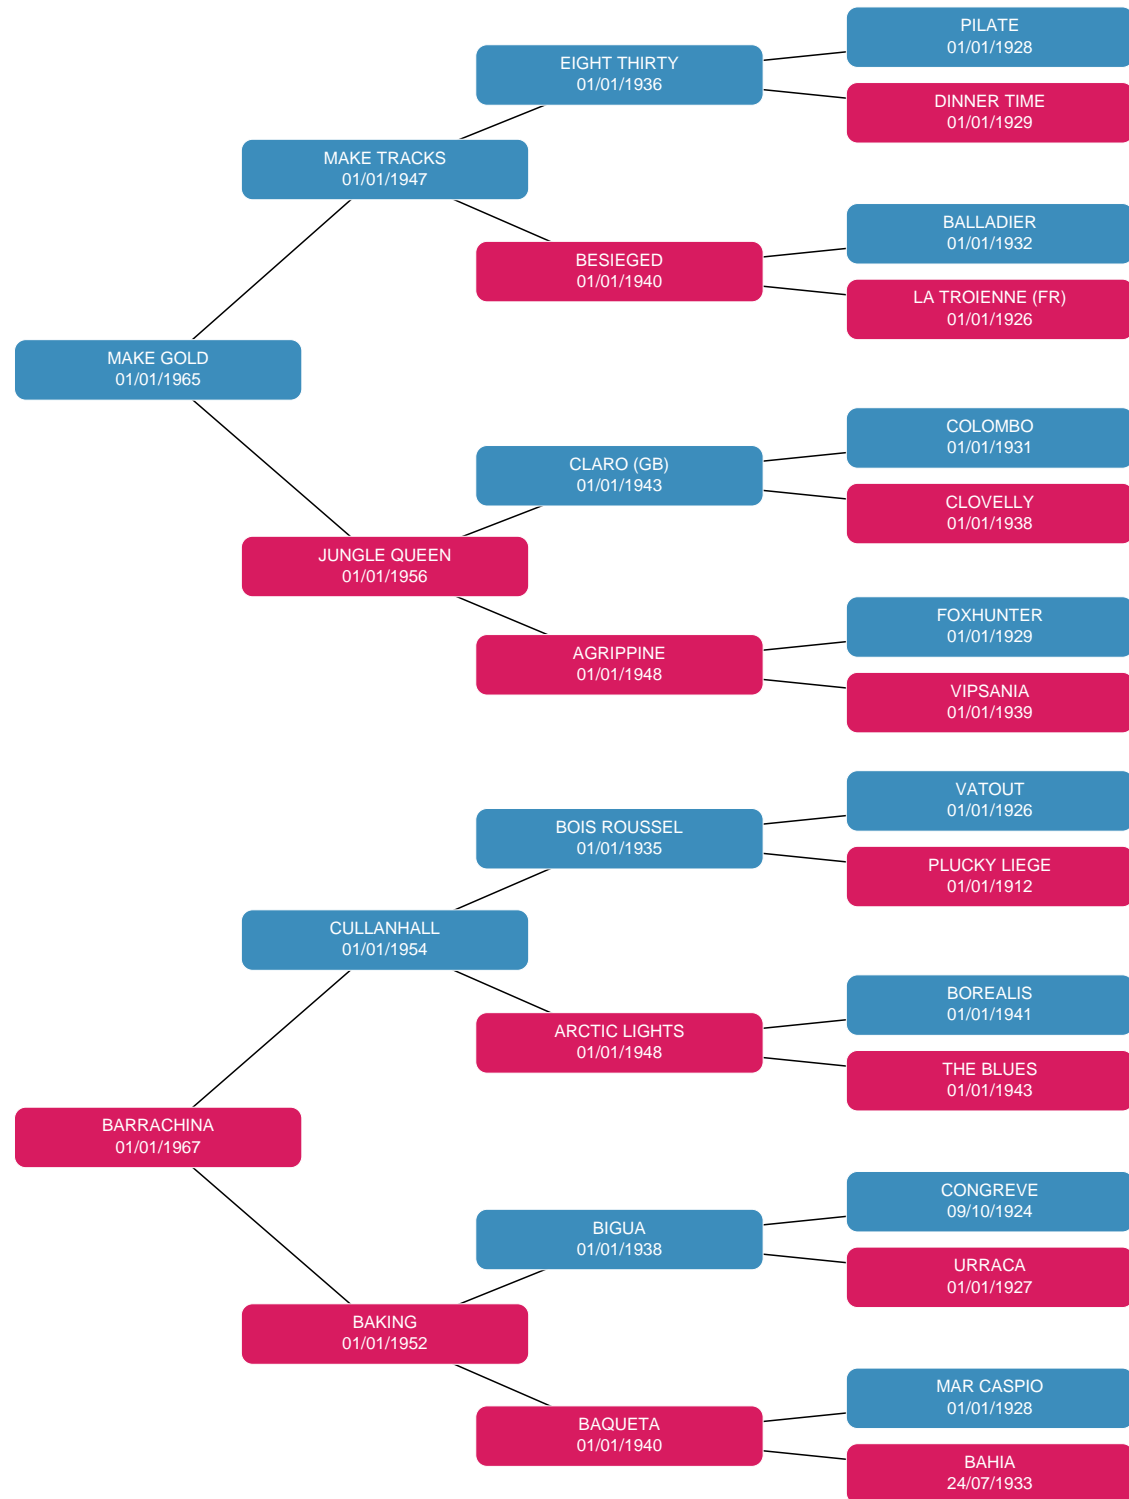 PILATE
01/01/1928
EIGHT THIRTY
01/01/1936
DINNER TIME
01/01/1929
MAKE TRACKS
01/01/1947
BALLADIER
01/01/1932
BESIEGED
01/01/1940
LA TROIENNE (FR)
01/01/1926
MAKE GOLD
01/01/1965
COLOMBO
01/01/1931
CLARO (GB)
01/01/1943
CLOVELLY
01/01/1938
JUNGLE QUEEN
01/01/1956
FOXHUNTER
01/01/1929
AGRIPPINE
01/01/1948
VIPSANIA
01/01/1939
VATOUT
01/01/1926
BOIS ROUSSEL
01/01/1935
PLUCKY LIEGE
01/01/1912
CULLANHALL
01/01/1954
BOREALIS
01/01/1941
ARCTIC LIGHTS
01/01/1948
THE BLUES
01/01/1943
BARRACHINA
01/01/1967
CONGREVE
09/10/1924
BIGUA
01/01/1938
URRACA
01/01/1927
BAKING
01/01/1952
MAR CASPIO
01/01/1928
BAQUETA
01/01/1940
BAHIA
24/07/1933